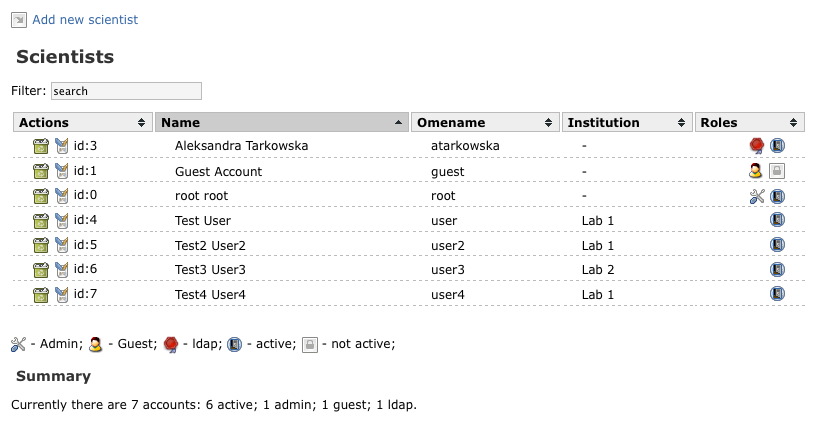 Add new scientist
Scientists
Filter: search
Actions Name Omename Institution Roles
id:3 Aleksandra Tarkowska atarkowska -
id:1 Guest Account guest -
id:0 root root root -
id:4 Test User user Lab 1
id:5 Test2 User2 user2 Lab 1
id:6 Test3 User3 user3 Lab 2
id:7 Test4 User4 user4 Lab 1
- Admin; - Guest; - ldap; - active; - not active;
Summary
Currently there are 7 accounts: 6 active; 1 admin; 1 guest; 1 ldap.